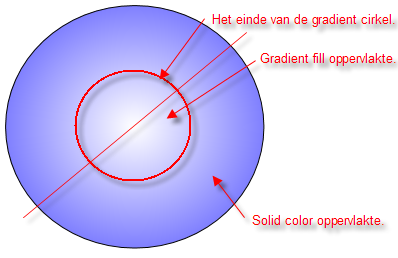 Het einde van de gradient cirkel.
Gradient fill oppervlakte.
Solid color oppervlakte.